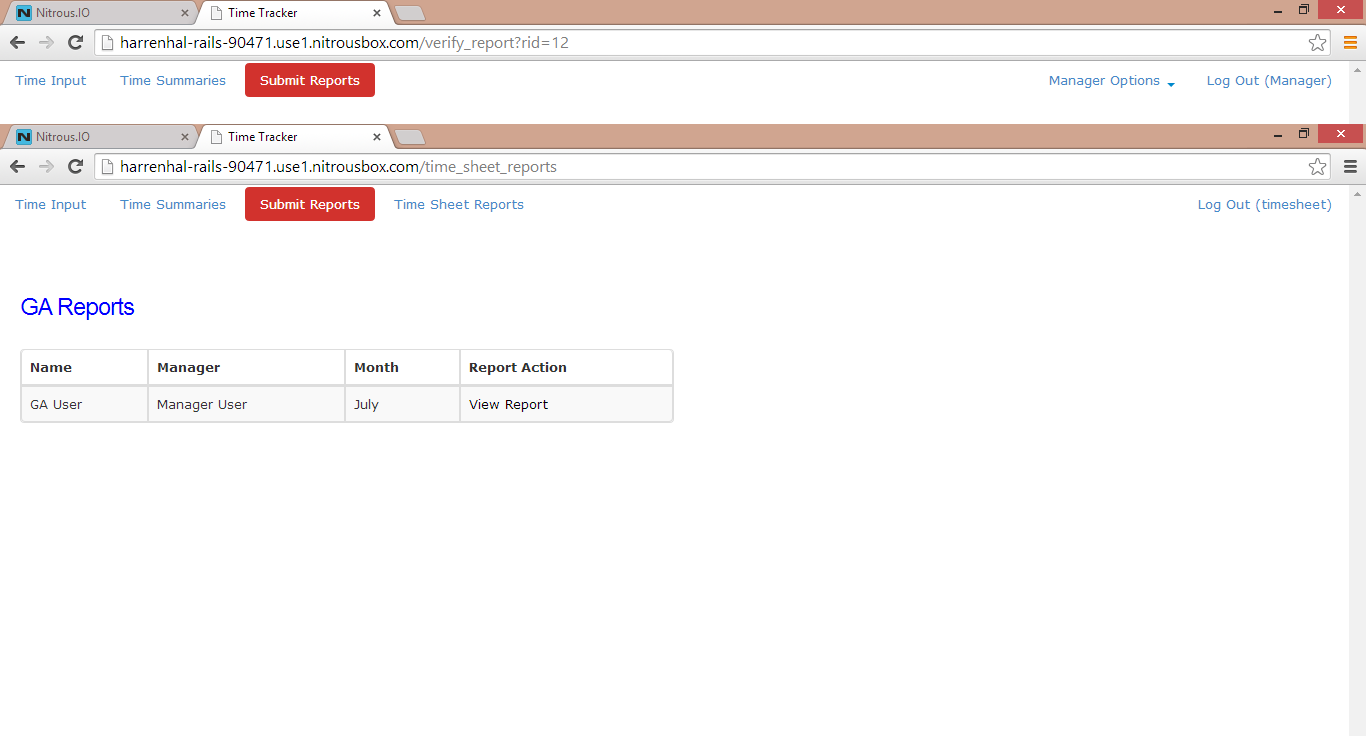 Nitrous.IO Time Tracker
harrenhal-rails-90471.use1.nitrousbox.com/verify_report?rid=12
Time Input Time Summaries Submit Reports Manager Options Log Out (Manager)
Nitrous.IO Time Tracker
harrenhal-rails-90471.use1.nitrousbox.com/time_sheet_reports
Time Input Time Summaries Submit Reports Time Sheet Reports Log Out (timesheet)
GA Reports
Name Manager Month Report Action
GA User Manager User July View Report